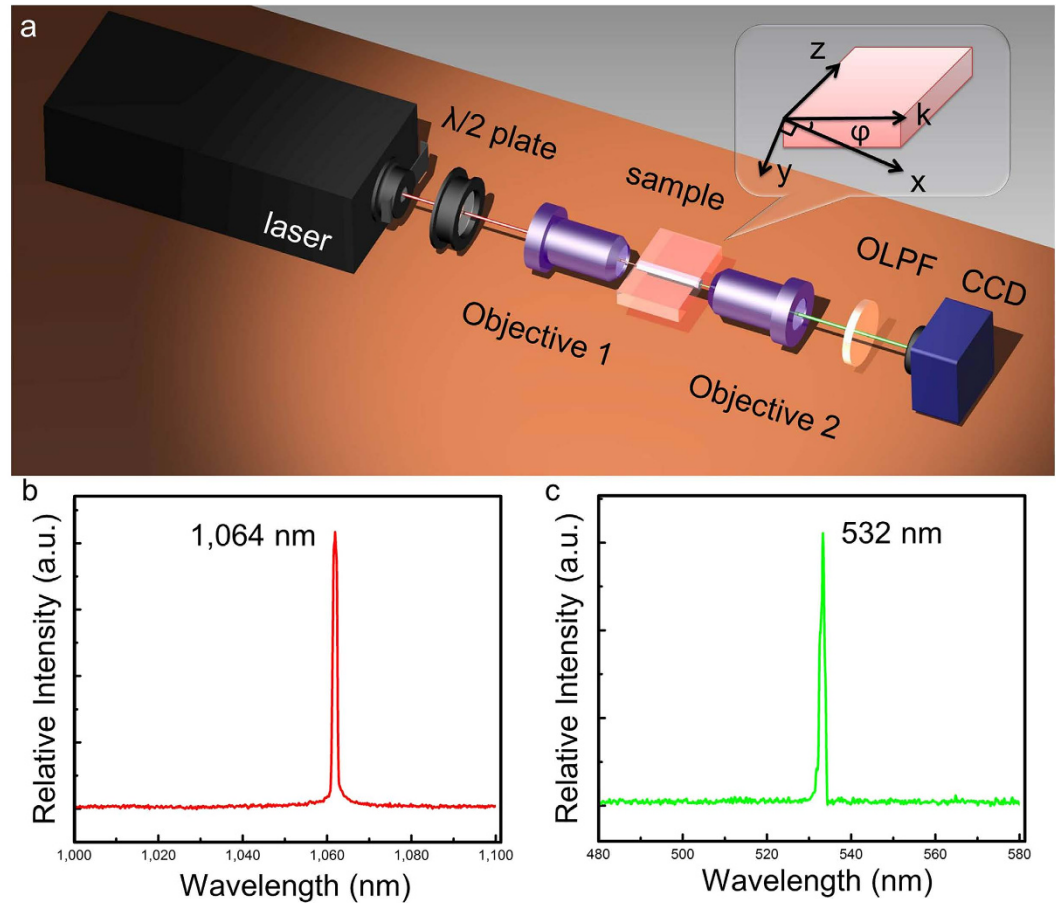 a
z
k
φ
y
x
λ/2 plate
sample
laser
OLPF
CCD
Objective 1
Objective 2
b
1,064 nm
Relative Intensity (a.u.)
1,000 1,020 1,040 1,060 1,080 1,100
Wavelength (nm)
c
532 nm
Relative Intensity (a.u.)
480 500 520 540 560 580
Wavelength (nm)